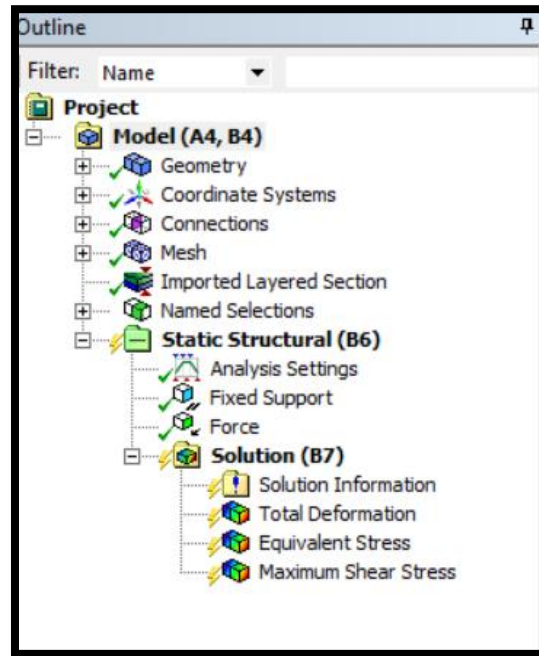 Outline
Filter: Name
Project
Model (A4, B4)
Geometry
Coordinate Systems
Connections
Mesh
Imported Layered Section
Named Selections
Static Structural (B6)
Analysis Settings
Fixed Support
Force
Solution (B7)
Solution Information
Total Deformation
Equivalent Stress
Maximum Shear Stress